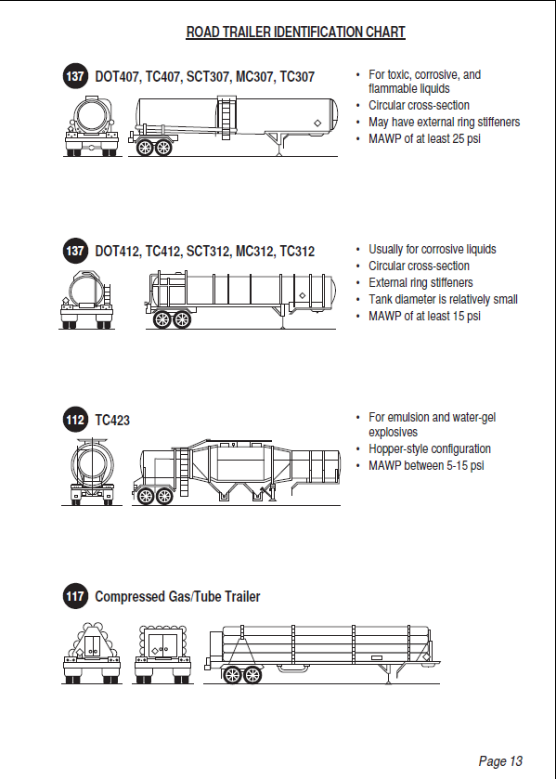 ROAD TRAILER IDENTIFICATION CHART
137 DOT407, TC407, SCT307, MC307, TC307
• For toxic, corrosive, and
flammable liquids
• Circular cross-section
• May have external ring stiffeners
• MAWP of at least 25 psi
137 DOT412, TC412, SCT312, MC312, TC312
• Usually for corrosive liquids
• Circular cross-section
• External ring stiffeners
• Tank diameter is relatively small
• MAWP of at least 15 psi
112 TC423
• For emulsion and water-gel
explosives
• Hopper-style configuration
• MAWP between 5-15 psi
117 Compressed Gas/Tube Trailer
Page 13